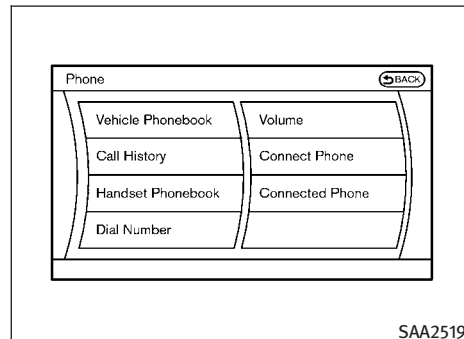 Phone
BACK
Vehicle Phonebook
Volume
Call History
Connect Phone
Handset Phonebook
Connected Phone
Dial Number
SAA2519